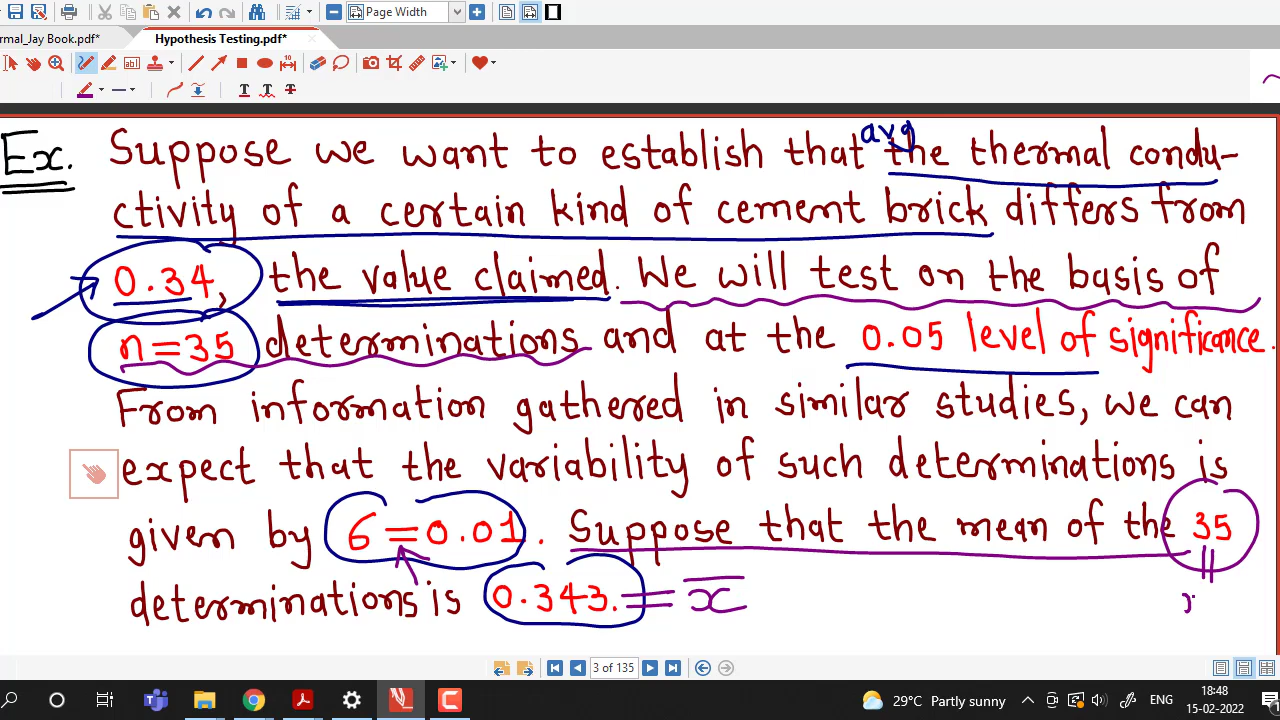 Page Width
rmal_Jay Book.pdf*
Hypothesis Testing.pdf*
avg
Ex. Suppose we want to establish that the thermal condu-
ctivity of a certain kind of cement brick differs from
0.34, the value claimed. We will test on the basis of
n=35 determinations and at the 0.05 level of significance.
From information gathered in similar studies, we can
expect that the variability of such determinations is
given by 6=0.01. Suppose that the mean of the 35
determinations is 0.343. = x̄
3 of 135
29°C Partly sunny
ENG
18:48
15-02-2022